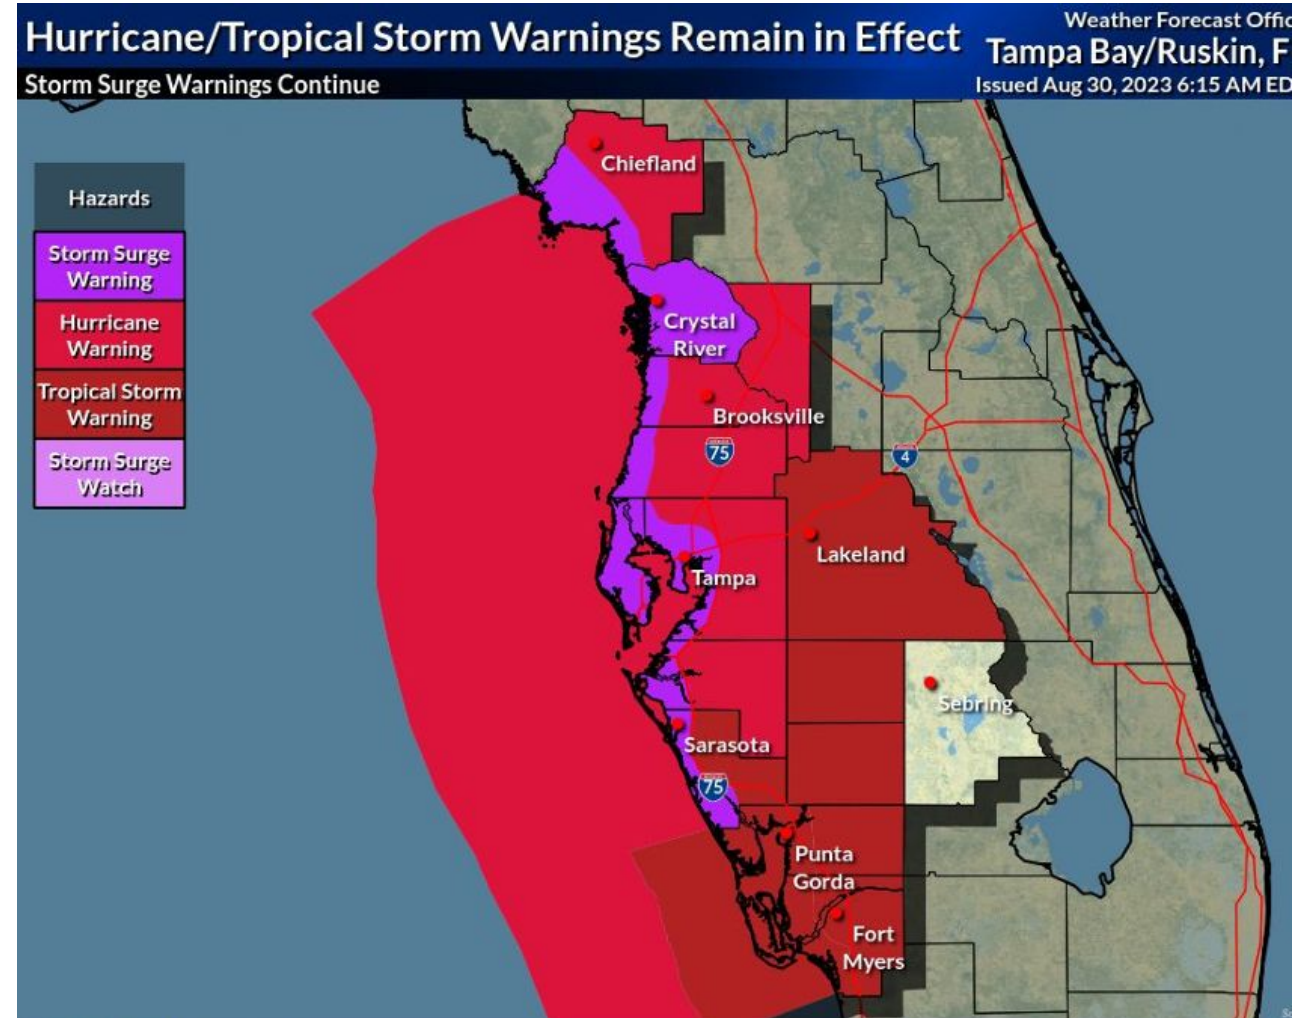 Hurricane/Tropical Storm Warnings Remain in Effect
Storm Surge Warnings Continue
Weather Forecast Offic
Tampa Bay/Ruskin, F
Issued Aug 30, 2023 6:15 AM ED
Hazards
Storm Surge
Warning
Hurricane
Warning
Tropical Storm
Warning
Storm Surge
Watch
Chiefland
Crystal
River
Brooksville
75
4
Lakeland
Tampa
Sebring
Sarasota
75
Punta
Gorda
Fort
Myers